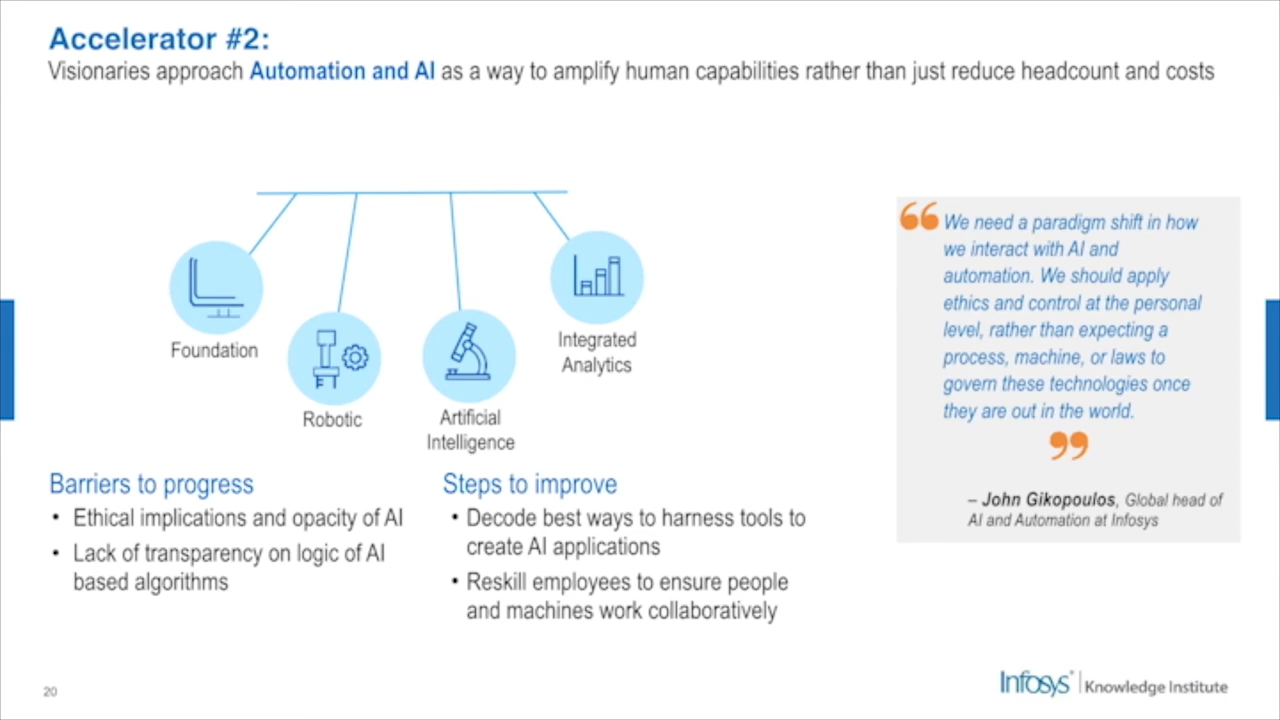 Accelerator #2:
Visionaries approach Automation and AI as a way to amplify human capabilities rather than just reduce headcount and costs
Foundation
Robotic
Artificial
Intelligence
Integrated
Analytics
Barriers to progress
• Ethical implications and opacity of AI
• Lack of transparency on logic of AI
based algorithms
Steps to improve
• Decode best ways to harness tools to
create AI applications
• Reskill employees to ensure people
and machines work collaboratively
“We need a paradigm shift in how
we interact with AI and
automation. We should apply
ethics and control at the personal
level, rather than expecting a
process, machine, or laws to
govern these technologies once
they are out in the world.
”
– John Gikopoulos, Global head of
AI and Automation at Infosys
20
Infosys® | Knowledge Institute